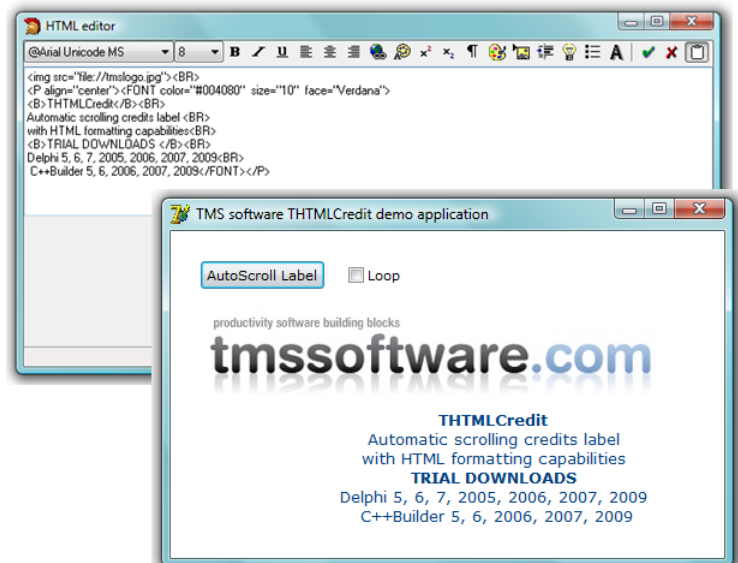 HTML editor
@Arial Unicode MS 8 B I U x² x₂ ¶ A
<img src="file://tmslogo.jpg"><BR>
<P align="center"><FONT color="#004080" size="10" face="Verdana">
<B>THTMLCredit</B><BR>
Automatic scrolling credits label <BR>
with HTML formatting capabilities<BR>
<B>TRIAL DOWNLOADS </B><BR>
Delphi 5, 6, 7, 2005, 2006, 2007, 2009<BR>
C++Builder 5, 6, 2006, 2007, 2009</FONT></P>
TMS software THTMLCredit demo application
AutoScroll Label Loop
productivity software building blocks
tmssoftware.com
THTMLCredit
Automatic scrolling credits label
with HTML formatting capabilities
TRIAL DOWNLOADS
Delphi 5, 6, 7, 2005, 2006, 2007, 2009
C++Builder 5, 6, 2006, 2007, 2009